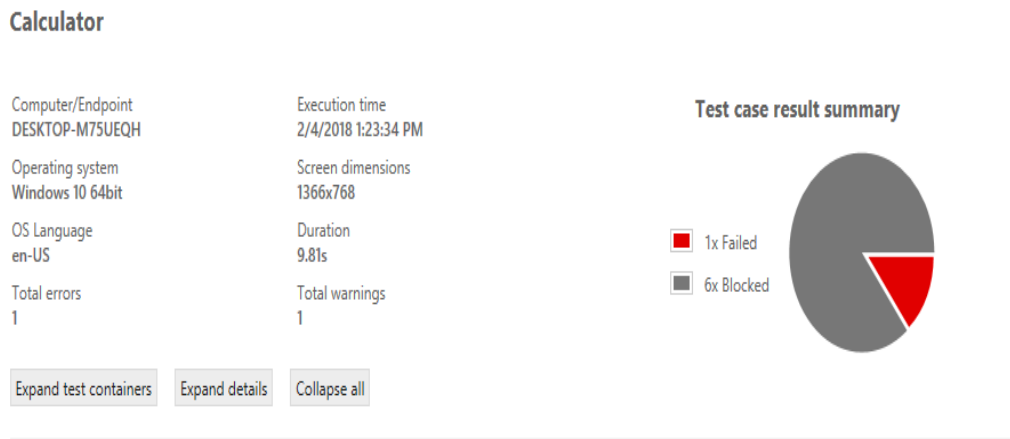 Calculator
Computer/Endpoint
DESKTOP-M75UEQH
Execution time
2/4/2018 1:23:34 PM
Operating system
Windows 10 64bit
Screen dimensions
1366x768
OS Language
en-US
Duration
9.81s
Total errors
1
Total warnings
1
Expand test containers
Expand details
Collapse all
Test case result summary
1x Failed
6x Blocked